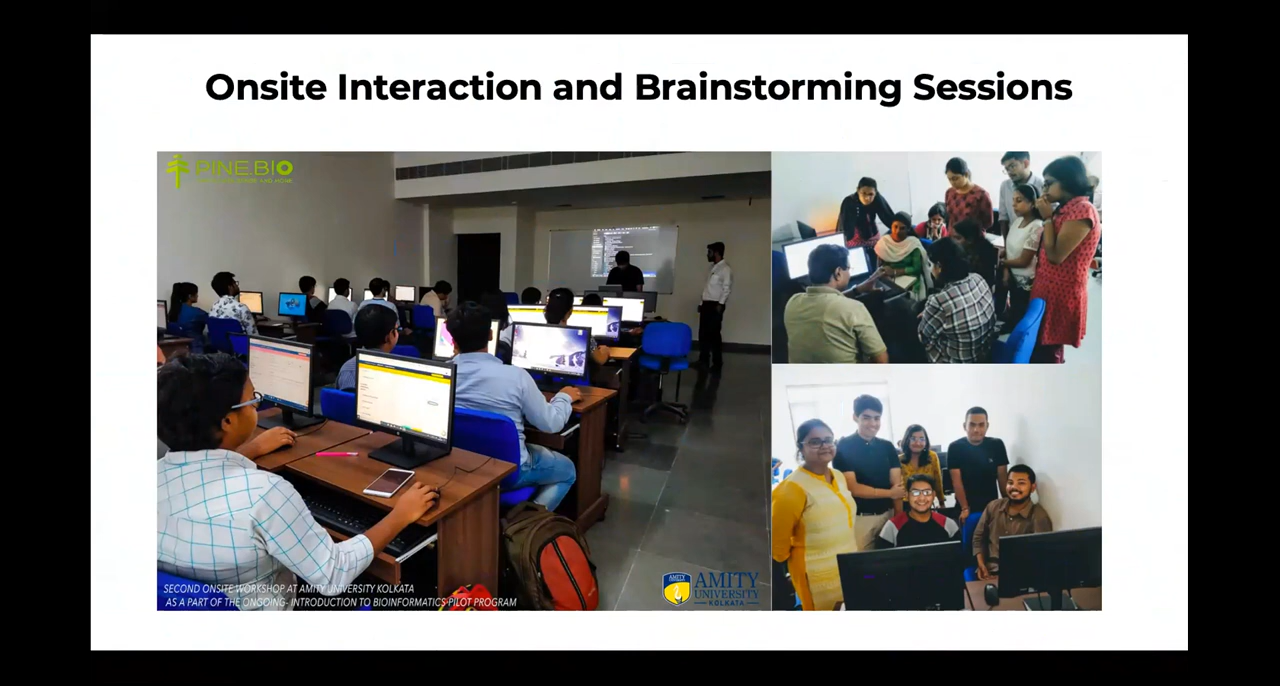 Onsite Interaction and Brainstorming Sessions
PINE.BIO
SECOND ONSITE WORKSHOP AT AMITY UNIVERSITY KOLKATA
AS A PART OF THE ONGOING- INTRODUCTION TO BIOINFORMATICS PILOT PROGRAM
AMITY
UNIVERSITY
KOLKATA